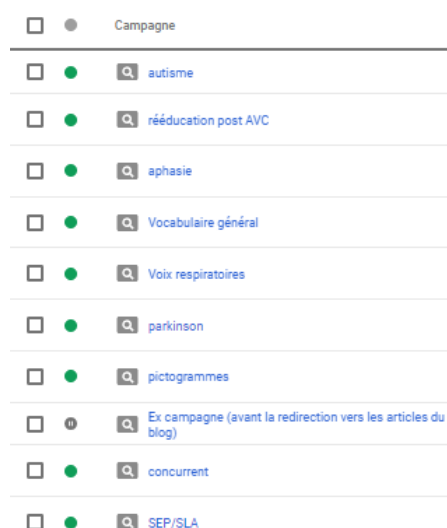 Campagne
autisme
rééducation post AVC
aphasie
Vocabulaire général
Voix respiratoires
parkinson
pictogrammes
Ex campagne (avant la redirection vers les articles du
blog)
concurrent
SEP/SLA